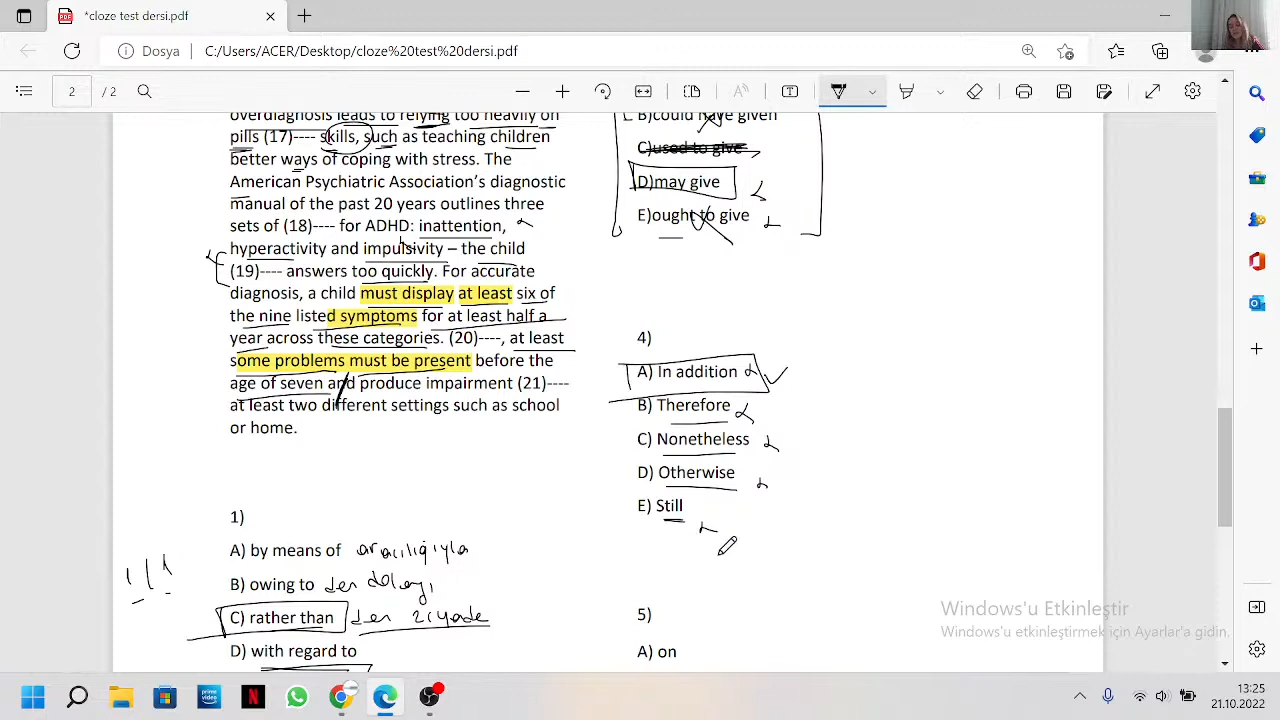 *cloze test dersi.pdf
Dosya
C:/Users/ACER/Desktop/cloze%20test%20dersi.pdf
2 / 2
overdiagnosis leads to relying too heavily on
pills (17)---- skills, such as teaching children
better ways of coping with stress. The
American Psychiatric Association's diagnostic
manual of the past 20 years outlines three
sets of (18)---- for ADHD: inattention,
hyperactivity and impulsivity – the child
(19)---- answers too quickly. For accurate
diagnosis, a child must display at least six of
the nine listed symptoms for at least half a
year across these categories. (20)----, at least
some problems must be present before the
age of seven and produce impairment (21)----
at least two different settings such as school
or home.
1)
A) by means of aracılığıyla
B) owing to den dolayı
C) rather than den ziyade
D) with regard to
B)could have given
C)used to give
D)may give
E)ought to give
4)
A) In addition
B) Therefore
C) Nonetheless
D) Otherwise
E) Still
5)
A) on
Windows'u Etkinleştir
Windows'u etkinleştirmek için Ayarlar'a gidin.
prime video
N
13:25
21.10.2022